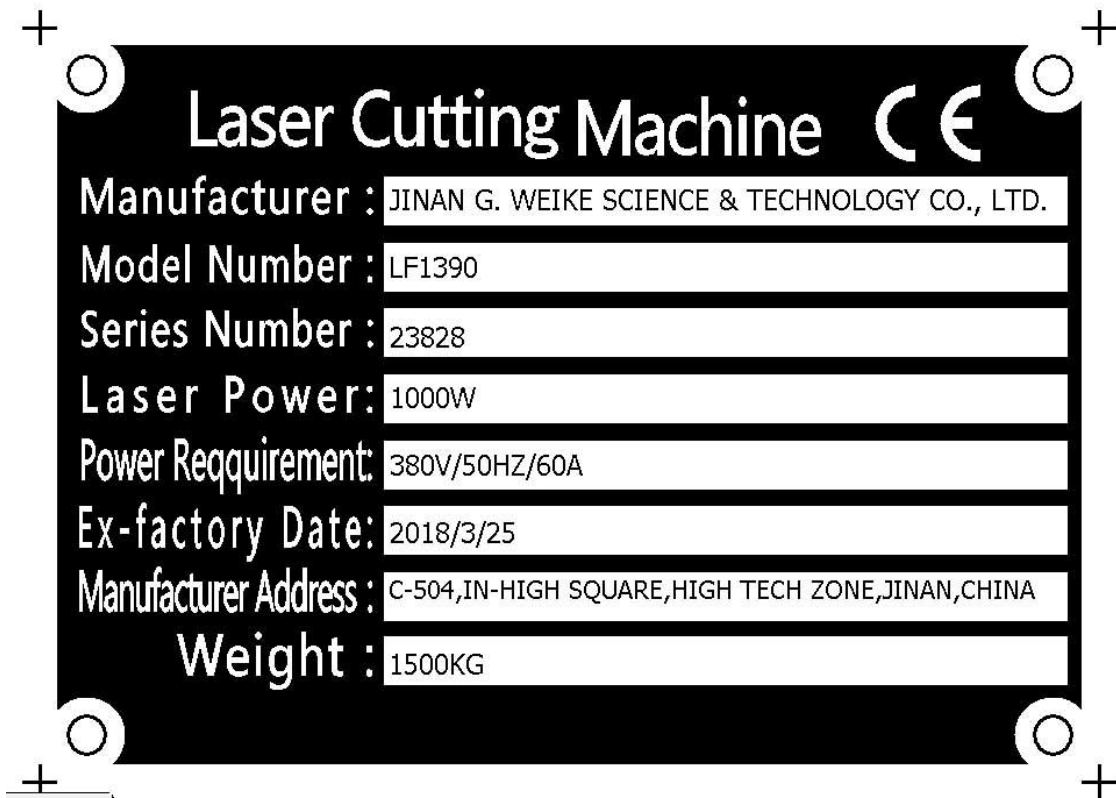 Laser Cutting Machine CE
Manufacturer : JINAN G. WEIKE SCIENCE & TECHNOLOGY CO., LTD.
Model Number : LF1390
Series Number : 23828
Laser Power: 1000W
Power Reqquirement: 380V/50HZ/60A
Ex-factory Date: 2018/3/25
Manufacturer Address : C-504,IN-HIGH SQUARE,HIGH TECH ZONE,JINAN,CHINA
Weight : 1500KG